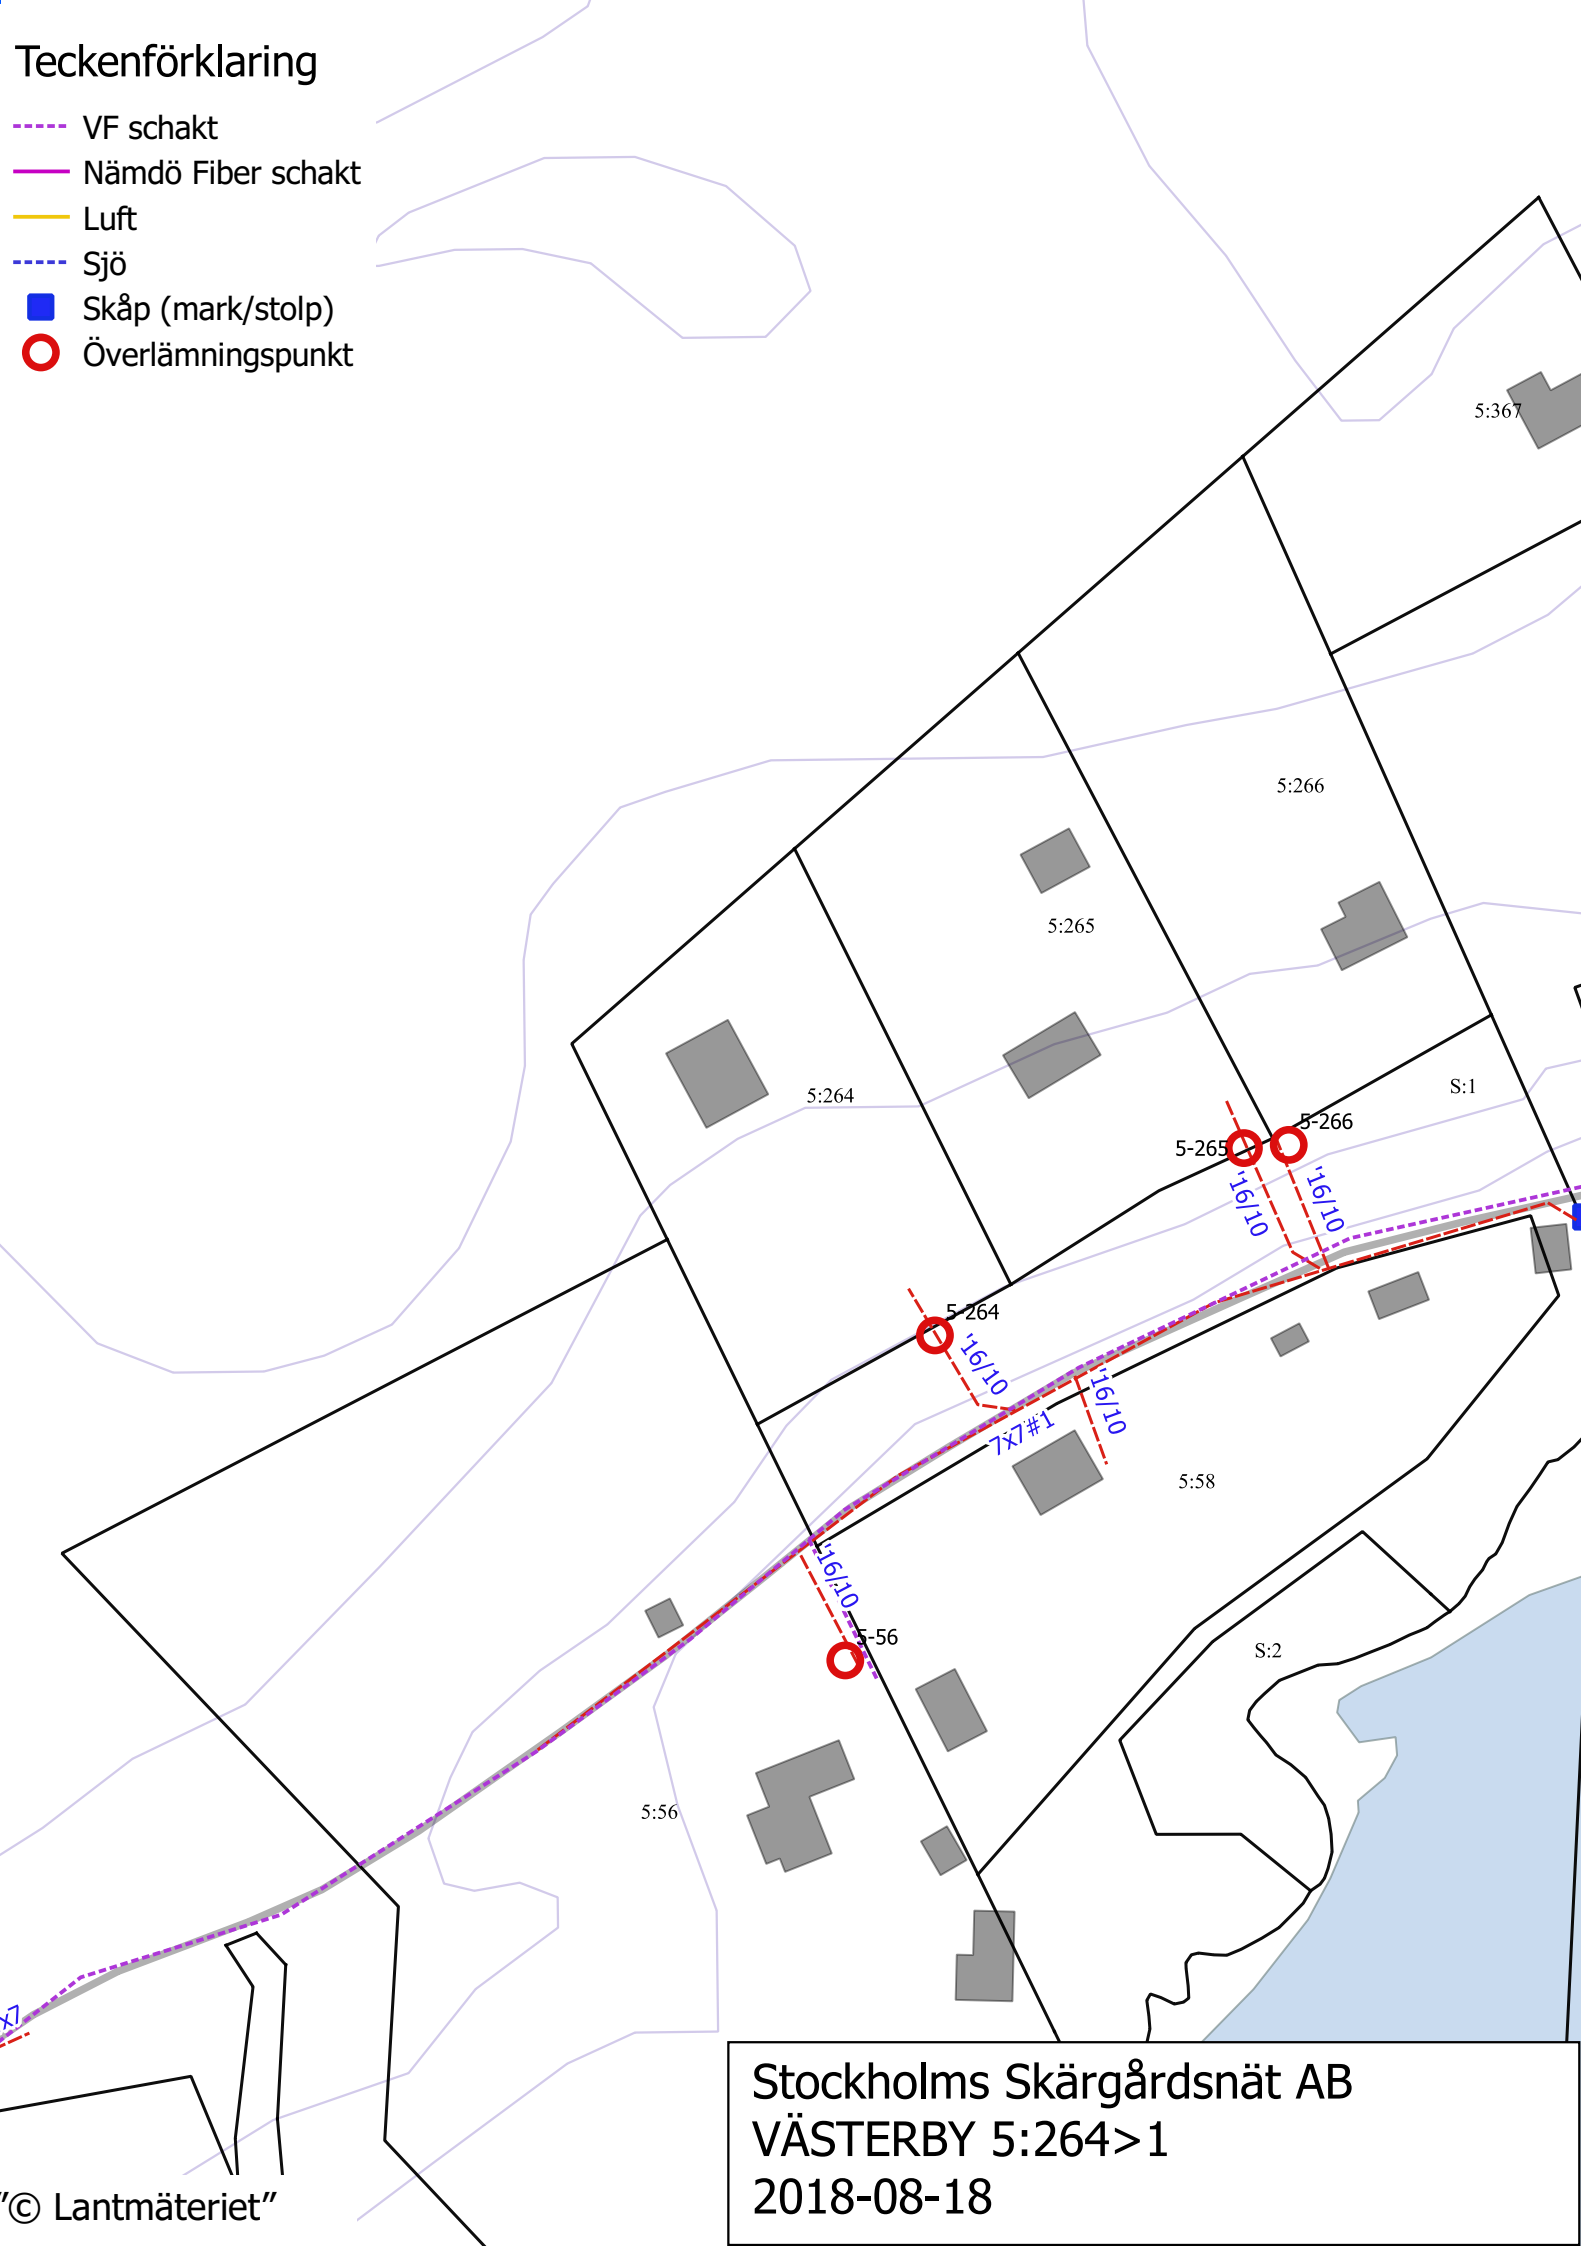 Teckenförklaring
VF schakt
Nämdö Fiber schakt
Luft
Sjö
Skåp (mark/stolp)
Överlämningspunkt
5:367
5:266
5:265
5:264
S:1
5-266
5-265
'16/10
'16/10
5-264
'16/10
'16/10
7x7#1
5:58
'16/10
5-56
S:2
5:56
x7
Stockholms Skärgårdsnät AB
VÄSTERBY 5:264>1
2018-08-18
"© Lantmäteriet"